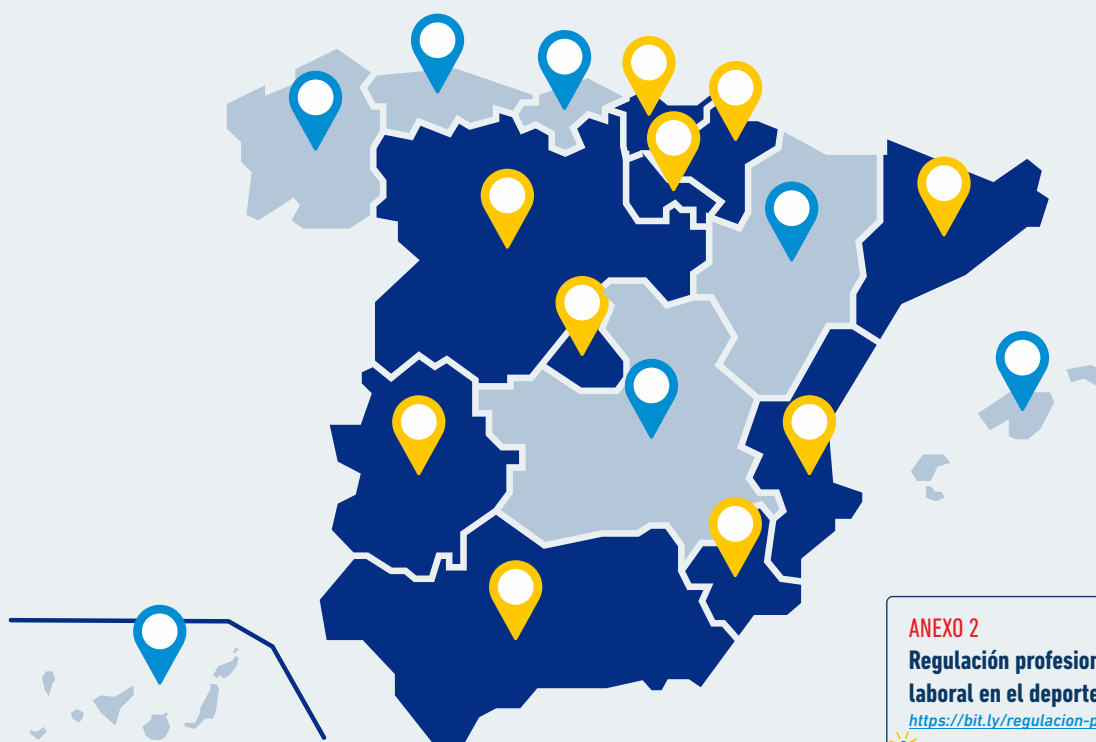 ANEXO 2
Regulación profesion
laboral en el deporte
https://bit.ly/regulacion-p